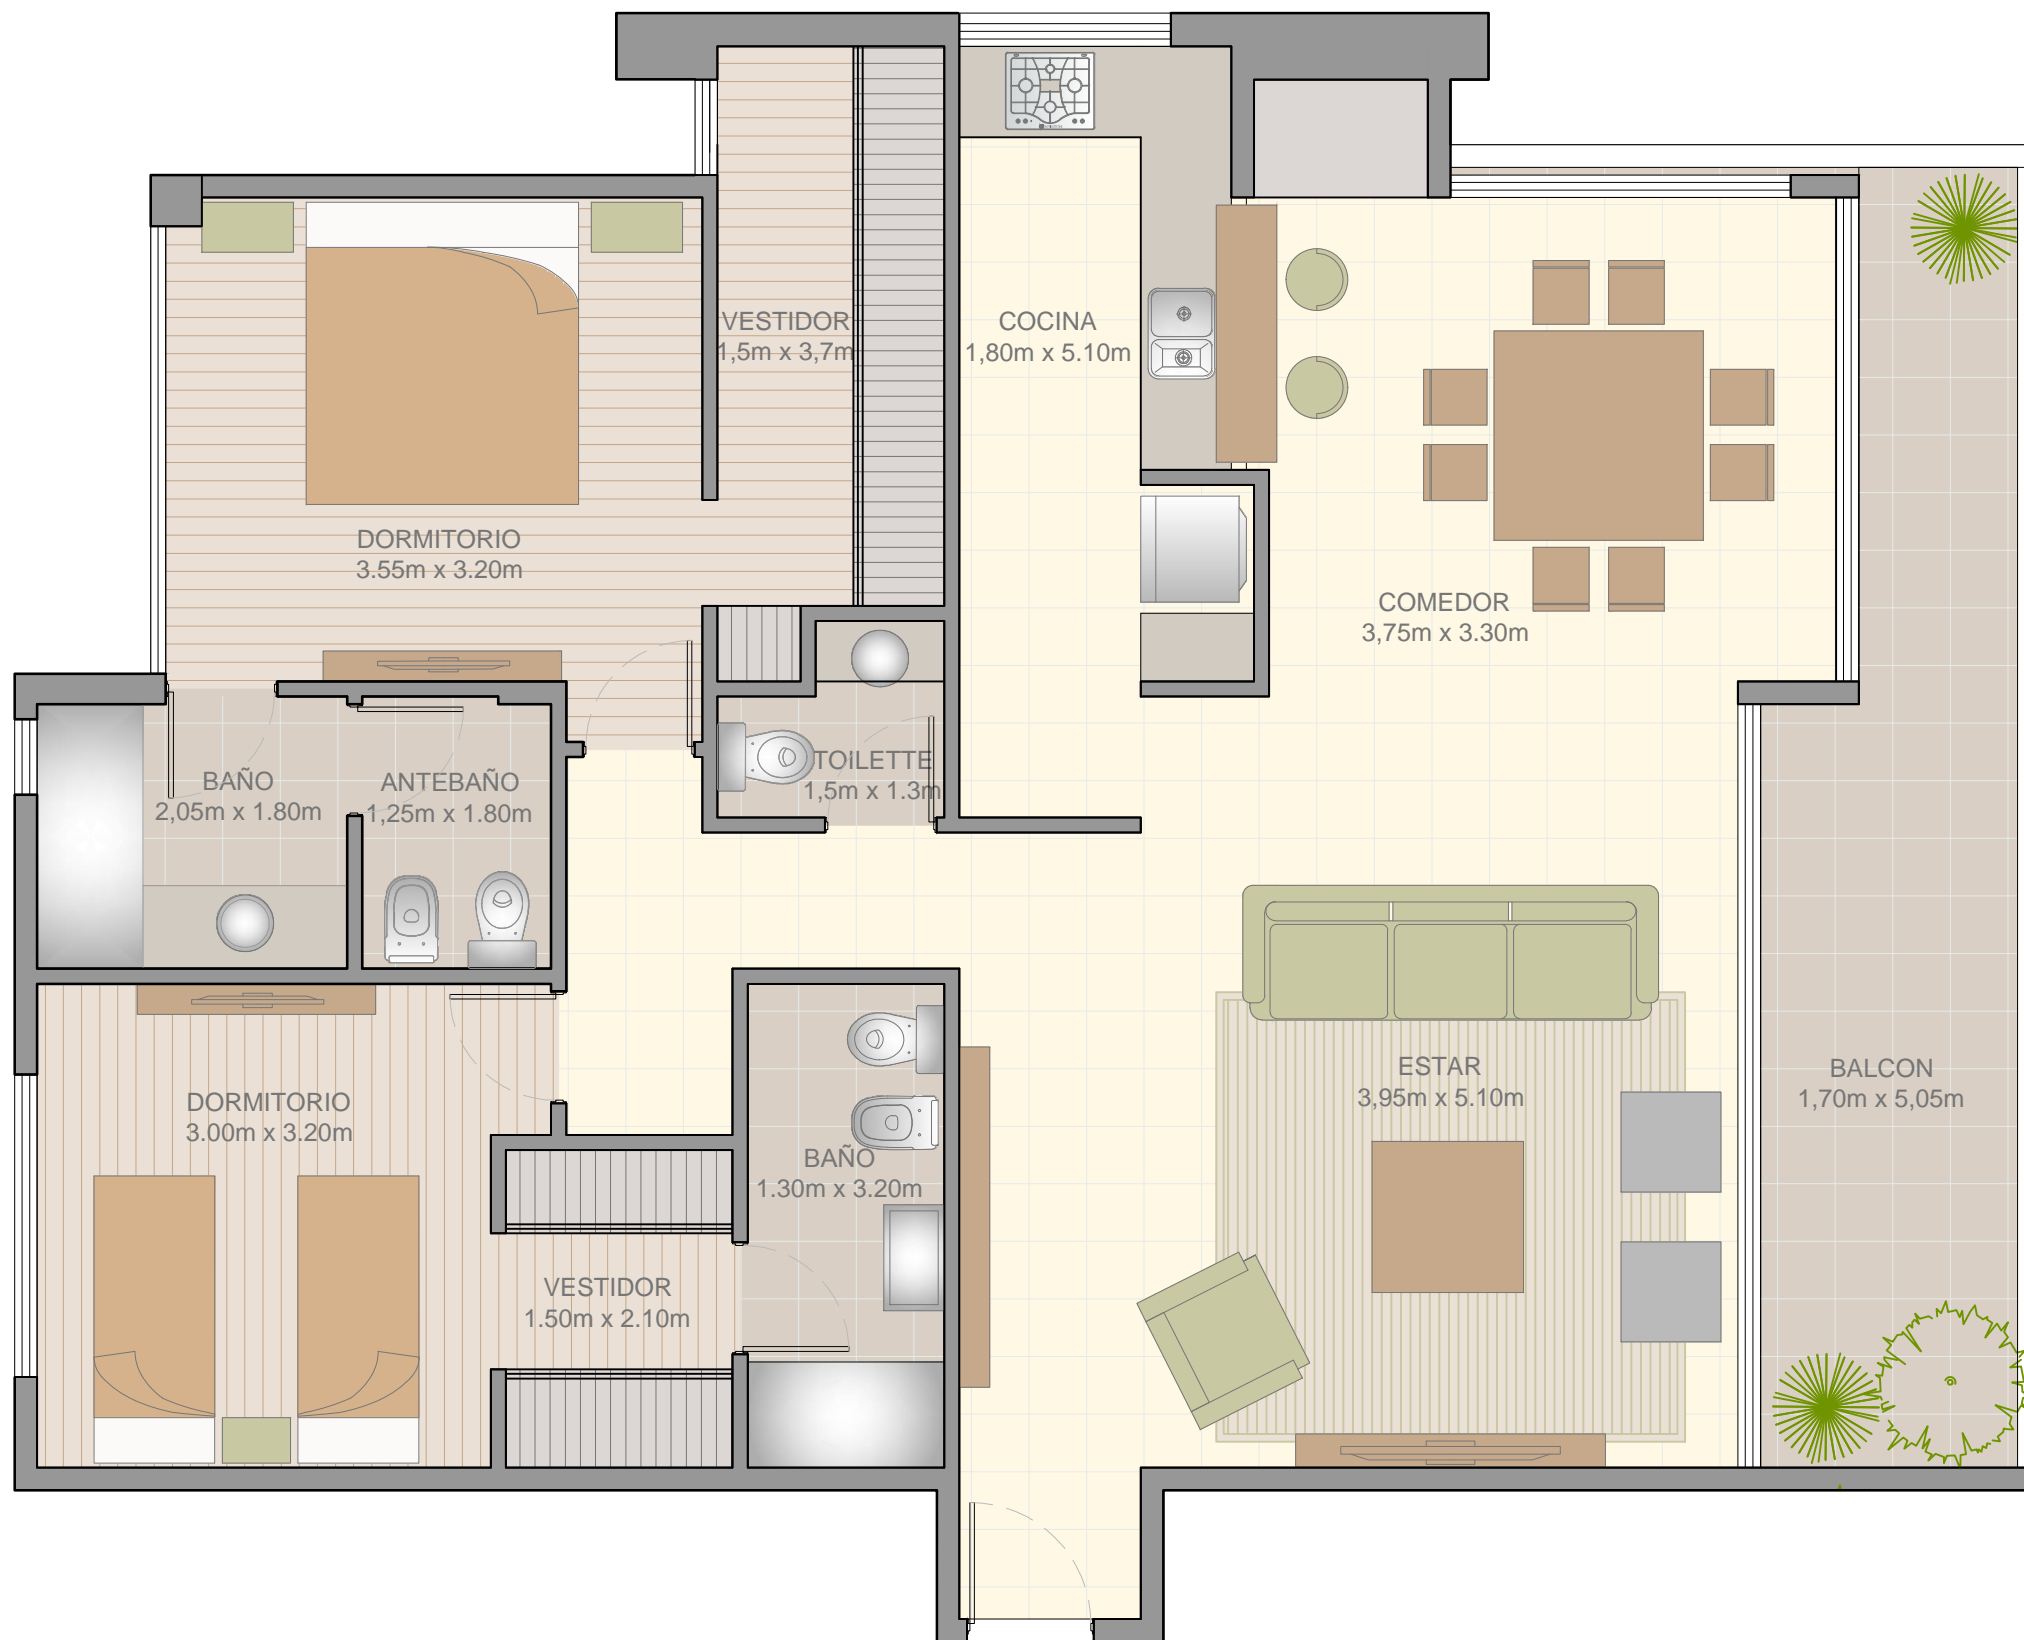 VESTIDOR
1,5m x 3,7m
COCINA
1,80m x 5.10m
DORMITORIO
3.55m x 3.20m
COMEDOR
3,75m x 3.30m
TOILETTE
1,5m x 1.3m
BAÑO
2,05m x 1.80m
ANTEBAÑO
1,25m x 1.80m
ESTAR
3,95m x 5.10m
BALCON
1,70m x 5,05m
DORMITORIO
3.00m x 3.20m
BAÑO
1.30m x 3.20m
VESTIDOR
1.50m x 2.10m